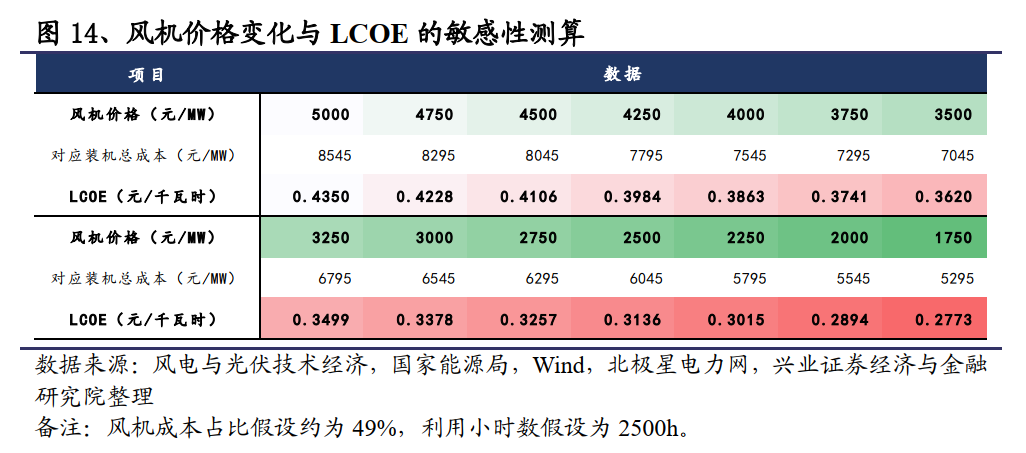 图 14、风机价格变化与 LCOE 的敏感性测算
项目 数据
风机价格（元/MW） 5000 4750 4500 4250 4000 3750 3500
对应装机总成本（元/MW） 8545 8295 8045 7795 7545 7295 7045
LCOE（元/千瓦时） 0.4350 0.4228 0.4106 0.3984 0.3863 0.3741 0.3620
风机价格（元/MW） 3250 3000 2750 2500 2250 2000 1750
对应装机总成本（元/MW） 6795 6545 6295 6045 5795 5545 5295
LCOE（元/千瓦时） 0.3499 0.3378 0.3257 0.3136 0.3015 0.2894 0.2773
数据来源：风电与光伏技术经济，国家能源局，Wind，北极星电力网，兴业证券经济与金融
研究院整理
备注：风机成本占比假设约为 49%，利用小时数假设为 2500h。